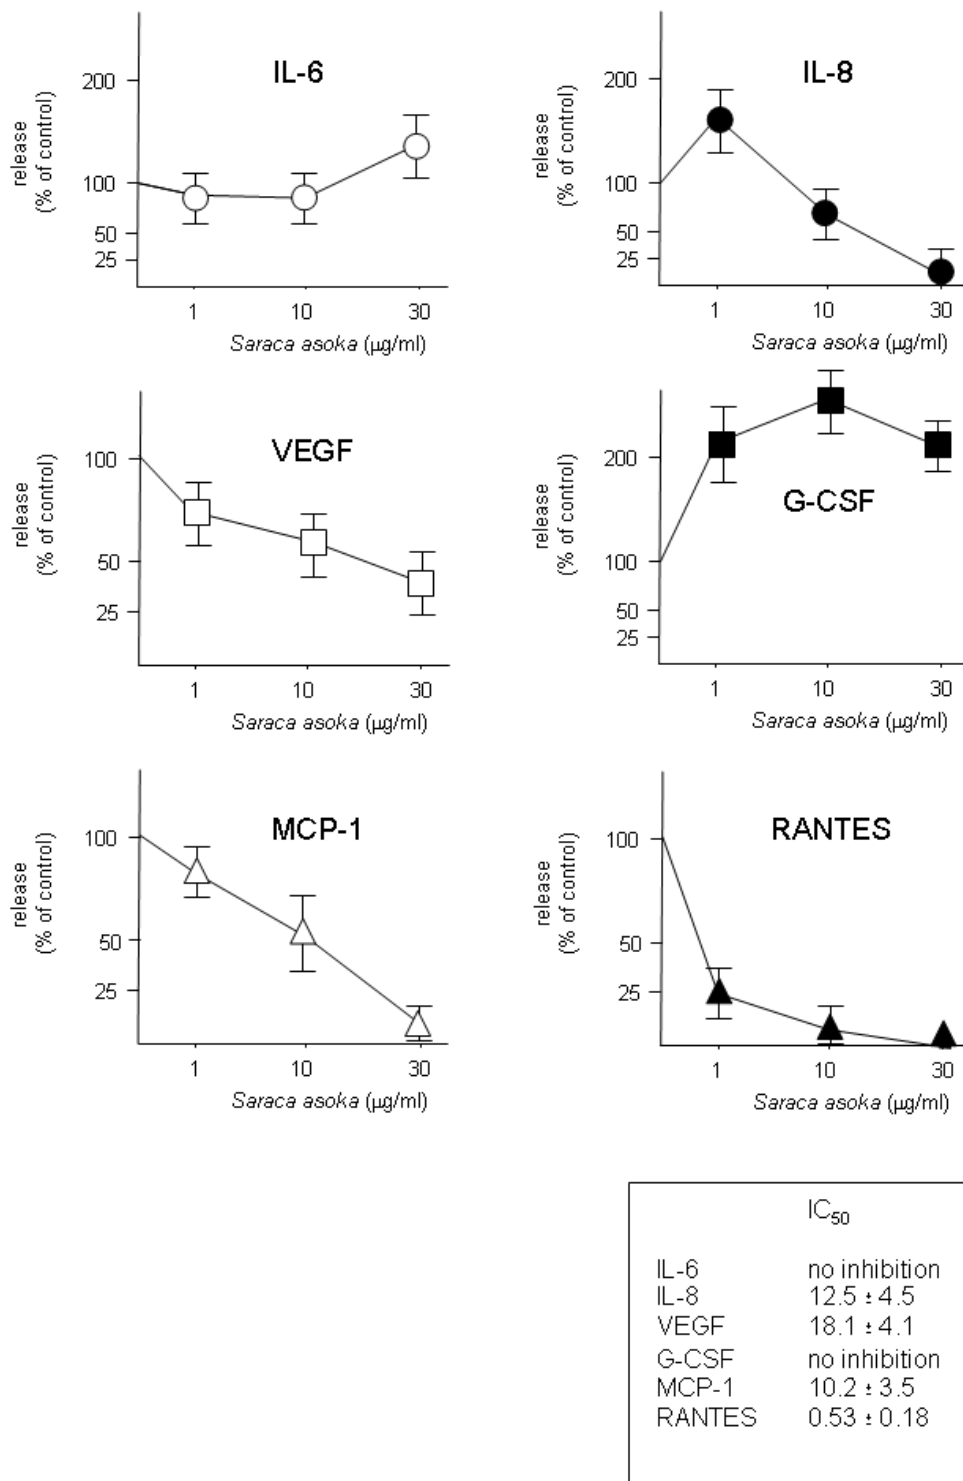 IL-6
release
(% of control)
200
100
50
25
1 10 30
Saraca asoka (µg/ml)
IL-8
release
(% of control)
200
100
50
25
1 10 30
Saraca asoka (µg/ml)
VEGF
release
(% of control)
100
50
25
1 10 30
Saraca asoka (µg/ml)
G-CSF
release
(% of control)
200
100
50
25
1 10 30
Saraca asoka (µg/ml)
MCP-1
release
(% of control)
100
50
25
1 10 30
Saraca asoka (µg/ml)
RANTES
release
(% of control)
100
50
25
1 10 30
Saraca asoka (µg/ml)
IC50
IL-6 no inhibition
IL-8 12.5 ± 4.5
VEGF 18.1 ± 4.1
G-CSF no inhibition
MCP-1 10.2 ± 3.5
RANTES 0.53 ± 0.18